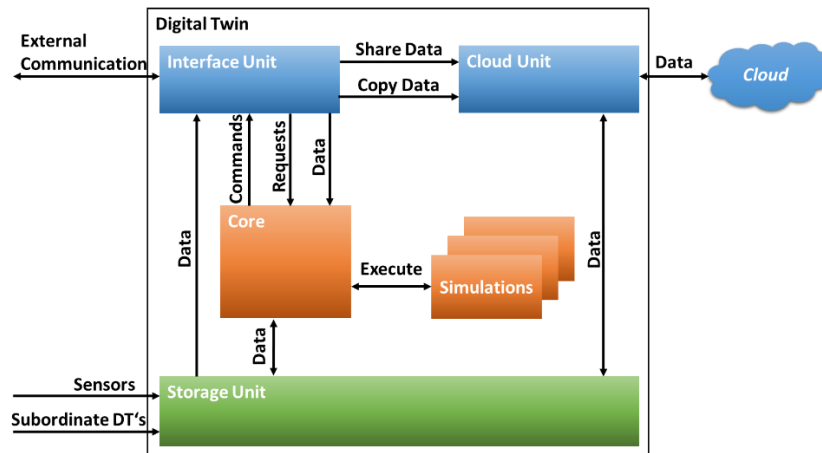 Digital Twin
External
Communication
Interface Unit
Share Data
Copy Data
Cloud Unit
Data
Cloud
Commands
Requests
Data
Data
Core
Execute
Simulations
Data
Data
Sensors
Storage Unit
Subordinate DT‘s